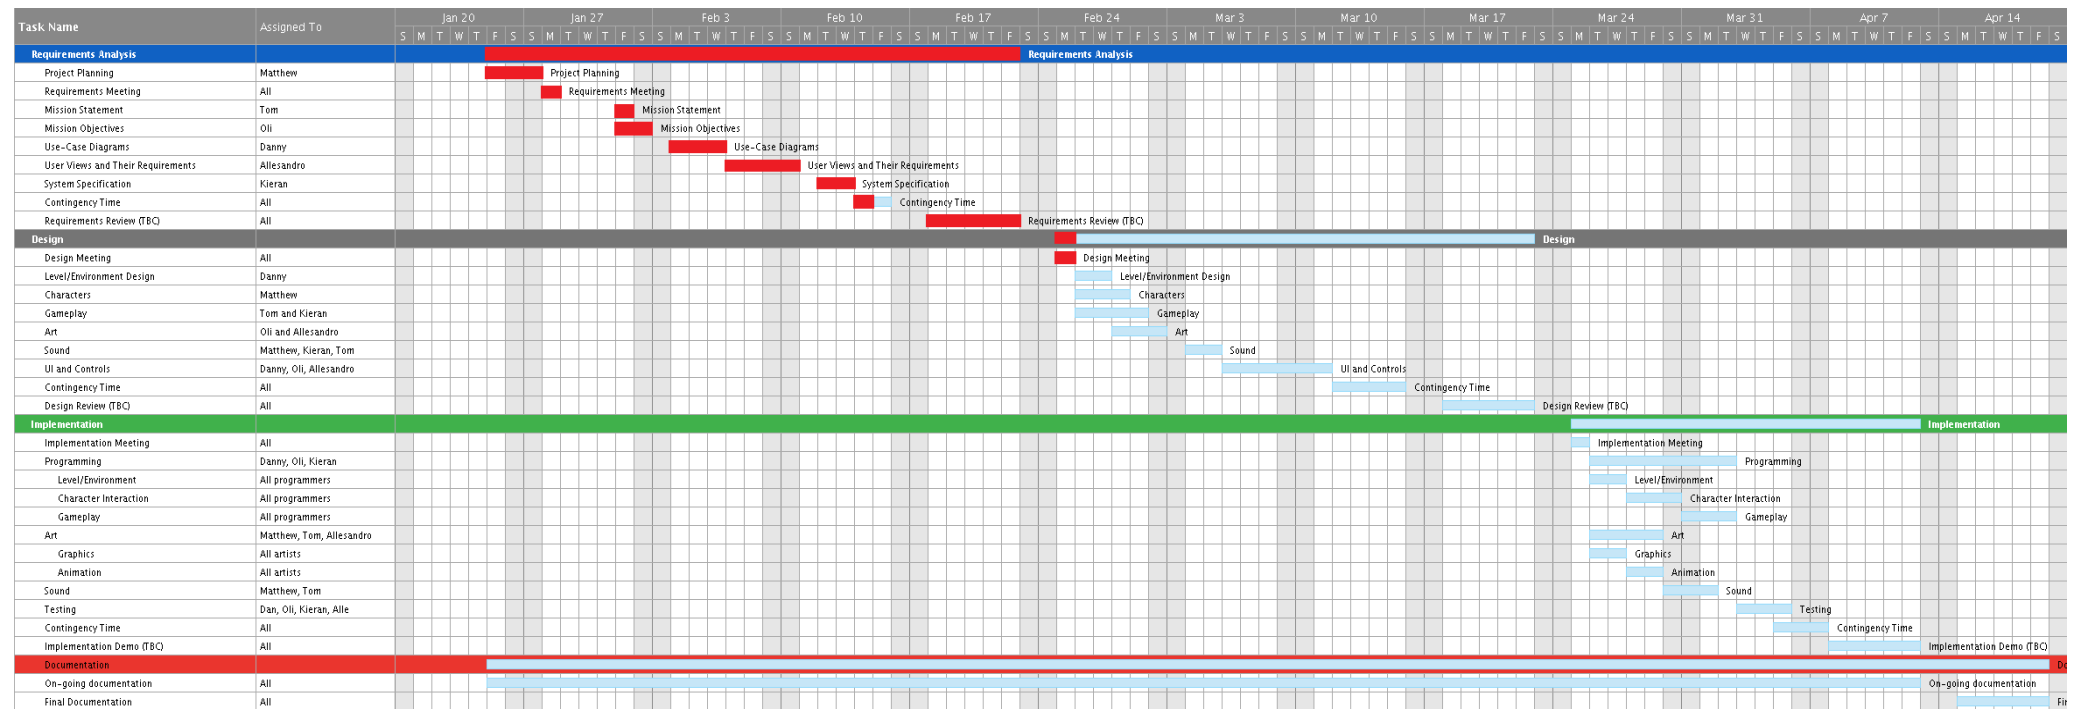 Task Name Assigned To Jan 20 Jan 27 Feb 3 Feb 10 Feb 17 Feb 24 Mar 3 Mar 10 Mar 17 Mar 24 Mar 31 Apr 7 Apr 14
S M T W T F S S M T W T F S S M T W T F S S M T W T F S S M T W T F S S M T W T F S S M T W T F S S M T W T F S S M T W T F S S M T W T F S S M T W T F S S M T W T F S S M T W T F S
Requirements Analysis Requirements Analysis
Project Planning Matthew Project Planning
Requirements Meeting All Requirements Meeting
Mission Statement Tom Mission Statement
Mission Objectives Oli Mission Objectives
Use-Case Diagrams Danny Use-Case Diagrams
User Views and Their Requirements Allesandro User Views and Their Requirements
System Specification Kieran System Specification
Contingency Time All Contingency Time
Requirements Review (TBC) All Requirements Review (TBC)
Design Design
Design Meeting All Design Meeting
Level/Environment Design Danny Level/Environment Design
Characters Matthew Characters
Gameplay Tom and Kieran Gameplay
Art Oli and Allesandro Art
Sound Matthew, Kieran, Tom Sound
UI and Controls Danny, Oli, Allesandro UI and Controls
Contingency Time All Contingency Time
Design Review (TBC) All Design Review (TBC)
Implementation Implementation
Implementation Meeting All Implementation Meeting
Programming Danny, Oli, Kieran Programming
Level/Environment All programmers Level/Environment
Character Interaction All programmers Character Interaction
Gameplay All programmers Gameplay
Art Matthew, Tom, Allesandro Art
Graphics All artists Graphics
Animation All artists Animation
Sound Matthew, Tom Sound
Testing Dan, Oli, Kieran, Alle Testing
Contingency Time All Contingency Time
Implementation Demo (TBC) All Implementation Demo (TBC)
Documentation Do
On-going documentation All On-going documentation
Final Documentation All Fir